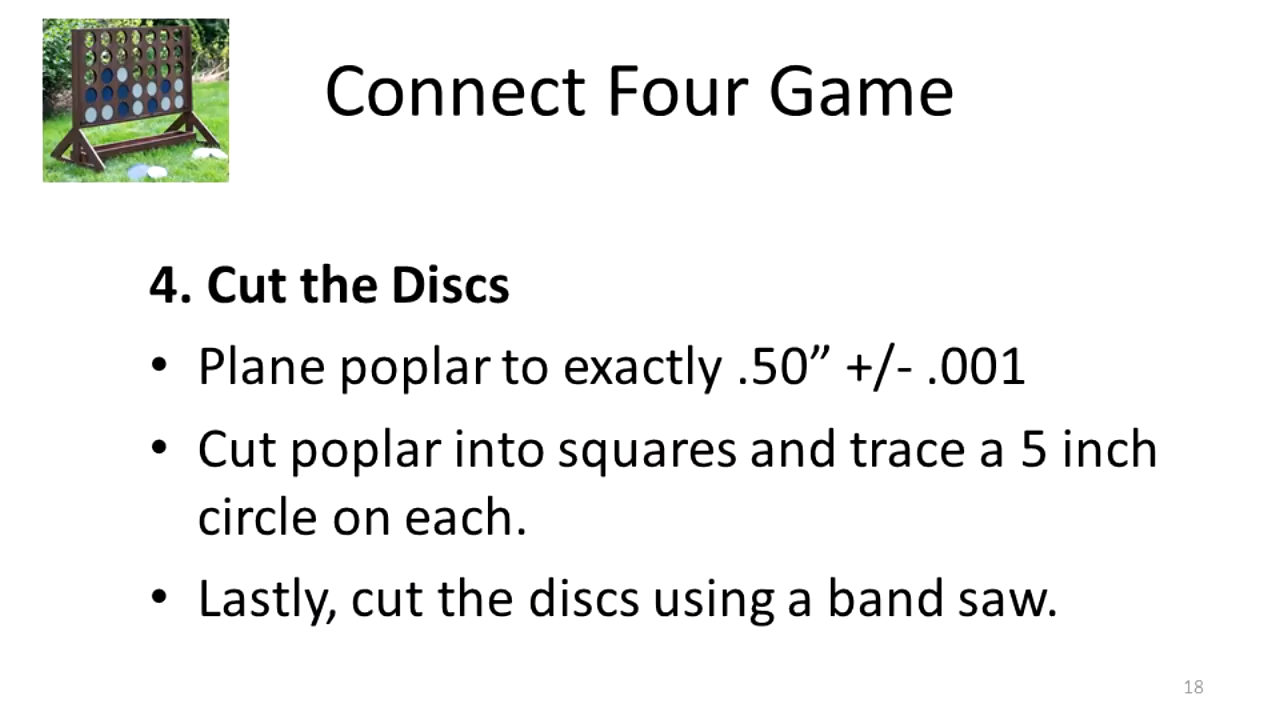 Connect Four Game
4. Cut the Discs
• Plane poplar to exactly .50” +/- .001
• Cut poplar into squares and trace a 5 inch
circle on each.
• Lastly, cut the discs using a band saw.
18